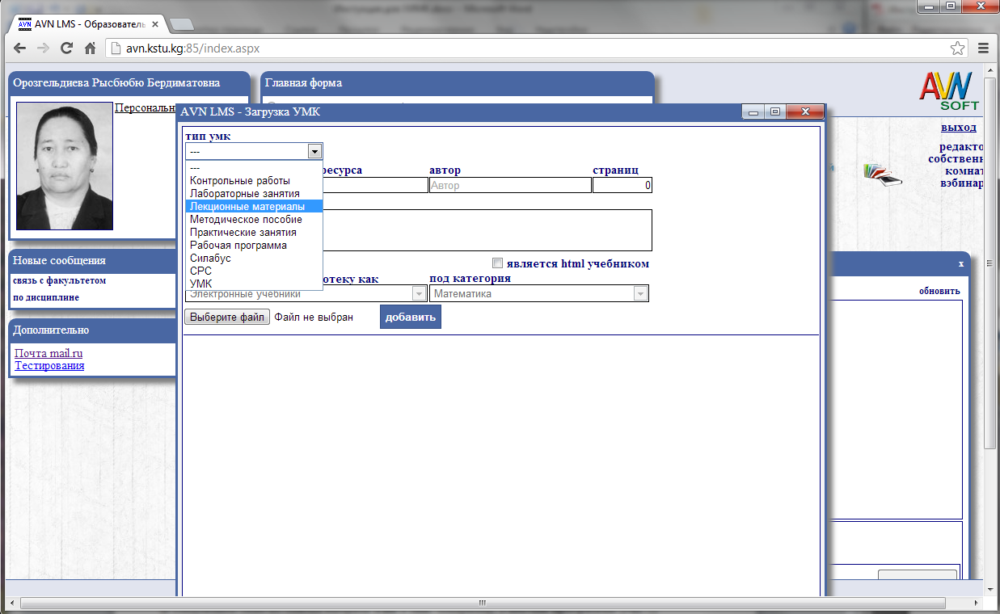 AVN LMS - Образователь
avn.kstu.kg:85/index.aspx
Орозгельдиева Рысбюбю Бердиматовна
Главная форма
AVN
SOFT
Персональн
выход
редакто
собственн
комнат
вэбинар
AVN LMS - Загрузка УМК
тип умк
---
---
Контрольные работы
Лабораторные занятия
Лекционные материалы
Методическое пособие
Практические занятия
Рабочая программа
Силабус
СРС
УМК
ресурса автор страниц
Автор 0
является html учебником
отеку как под категория
Электронные учебники Математика
Выберите файл Файл не выбран добавить
Новые сообщения
связь с факультетом
по дисциплине
Дополнительно
Почта mail.ru
Тестирования
x
обновить